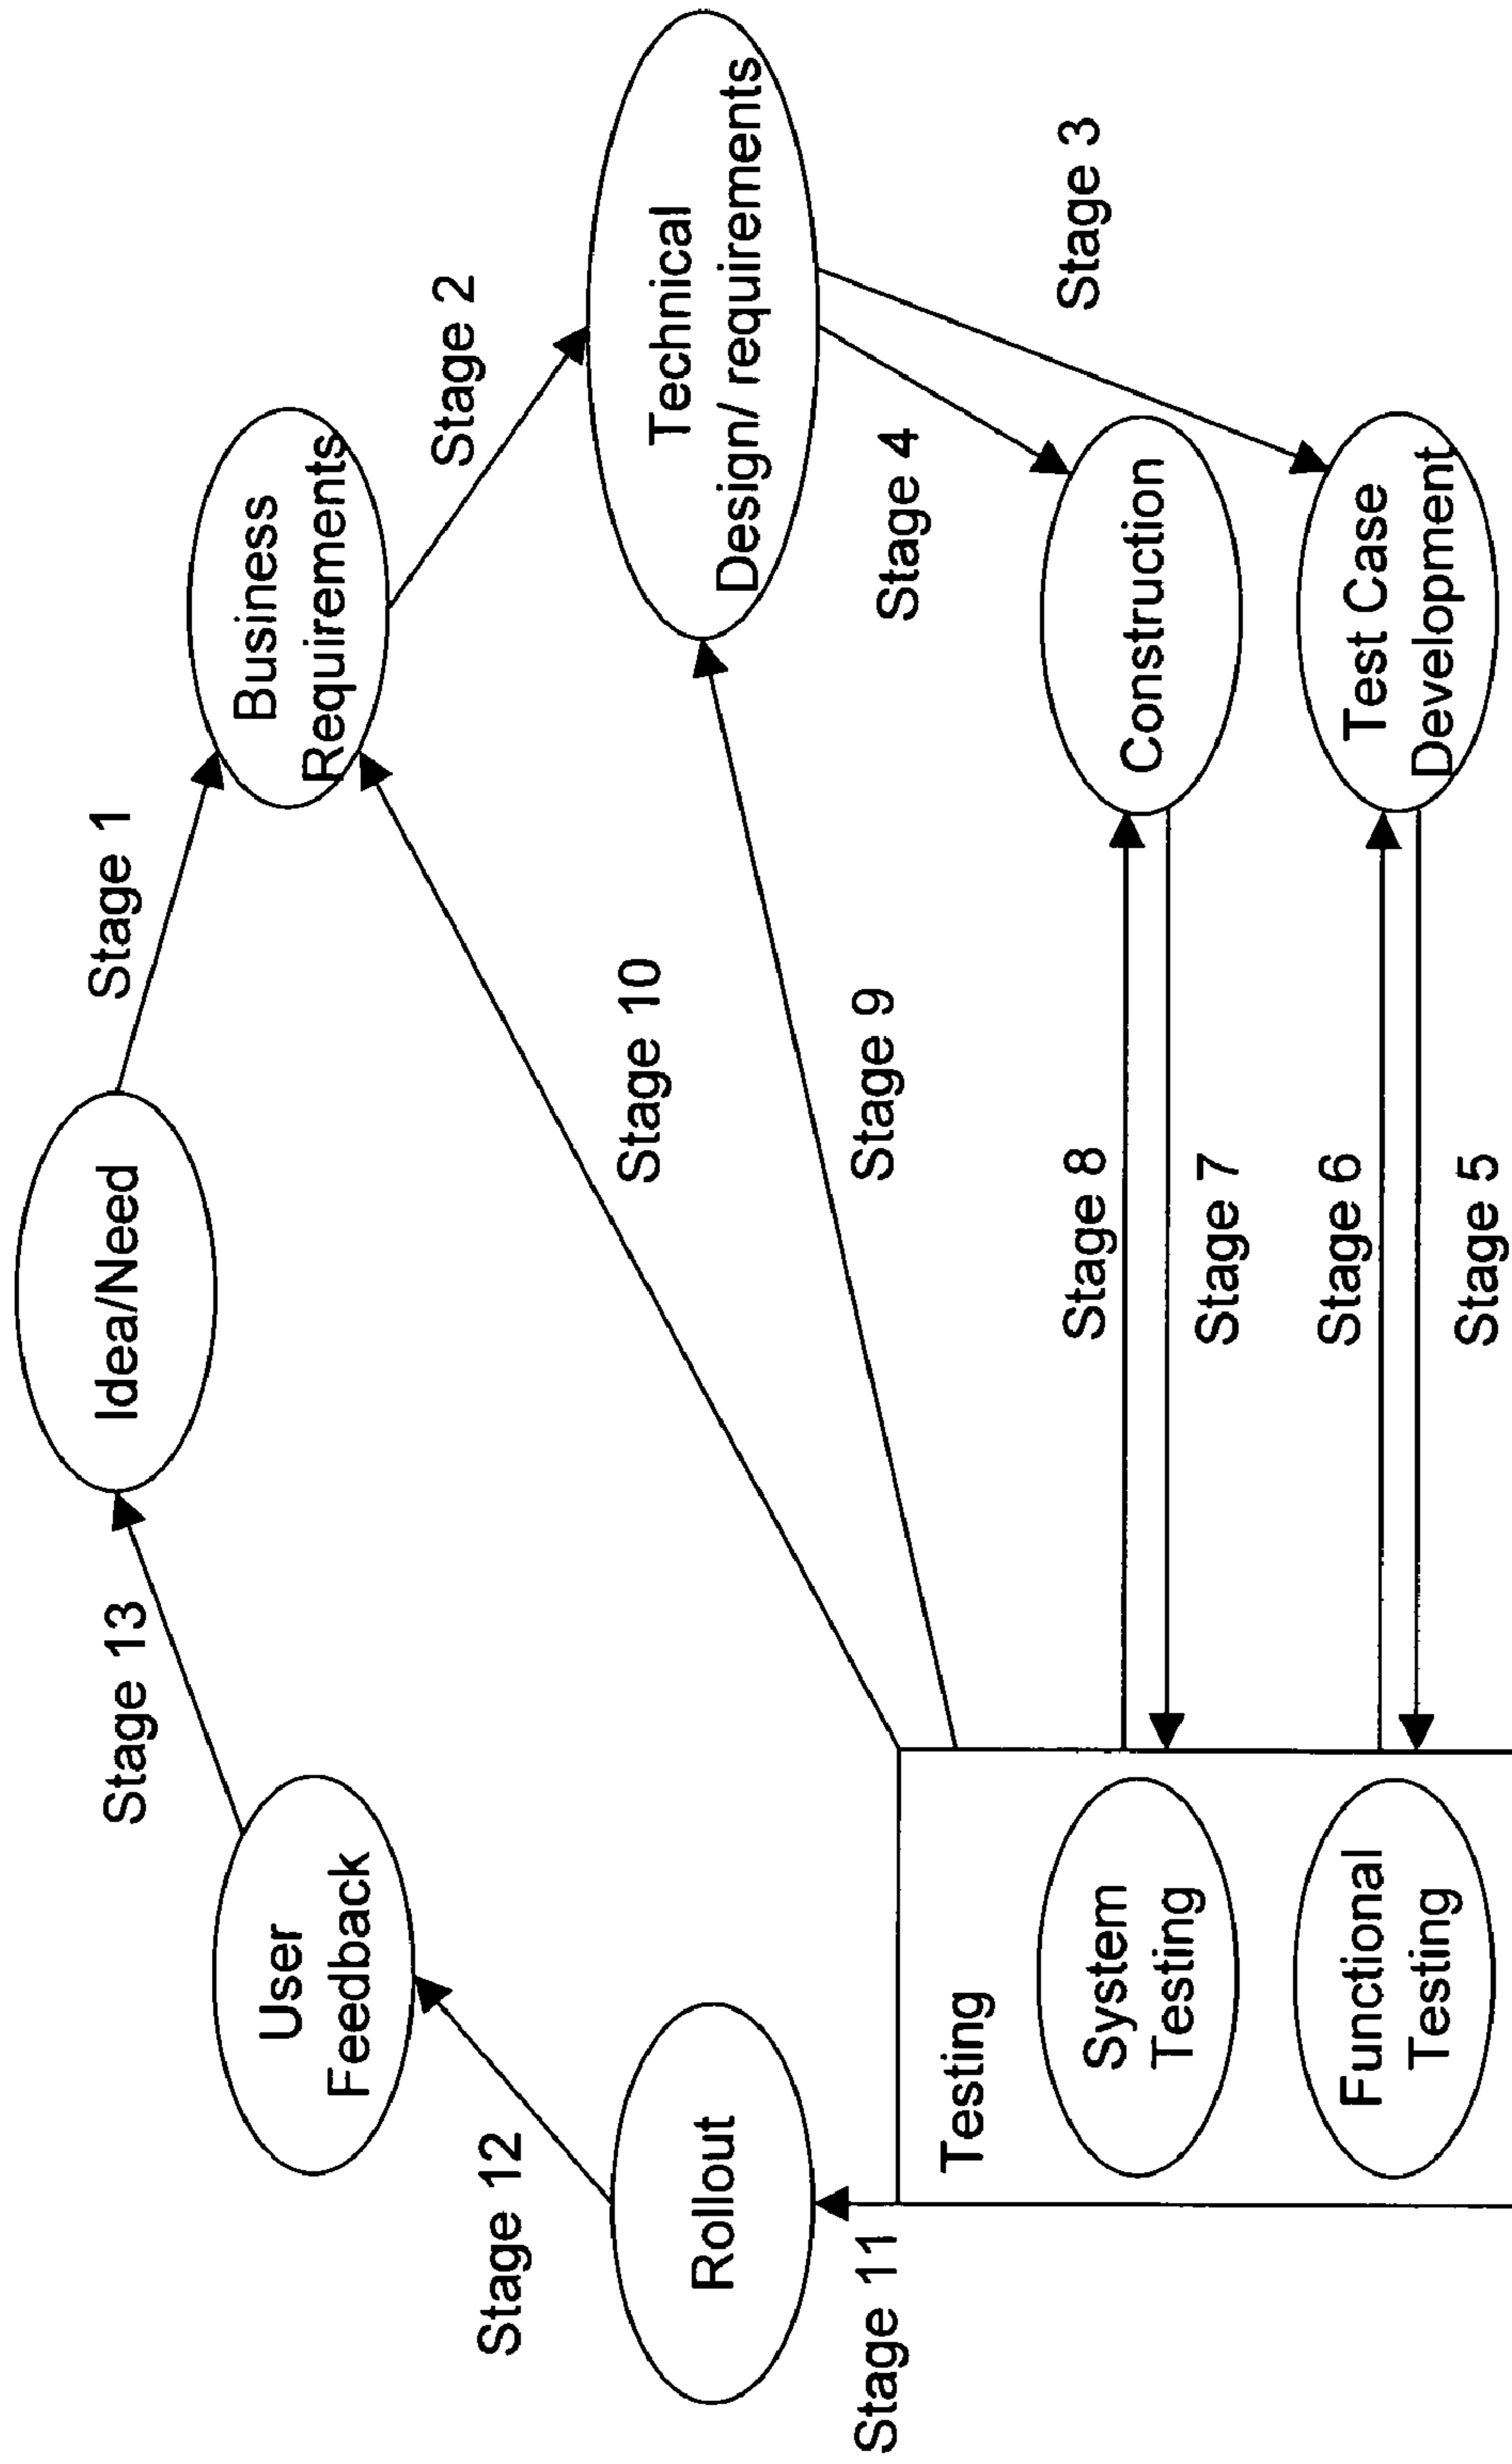 Idea/Need
Stage 13
Stage 1
User
Feedback
Business
Requirements
Stage 12
Stage 2
Rollout
Stage 10
Technical
Design/ requirements
Stage 11
Stage 9
Stage 4
Stage 3
Testing
System
Testing
Stage 8
Stage 7
Construction
Functional
Testing
Stage 6
Stage 5
Test Case
Development